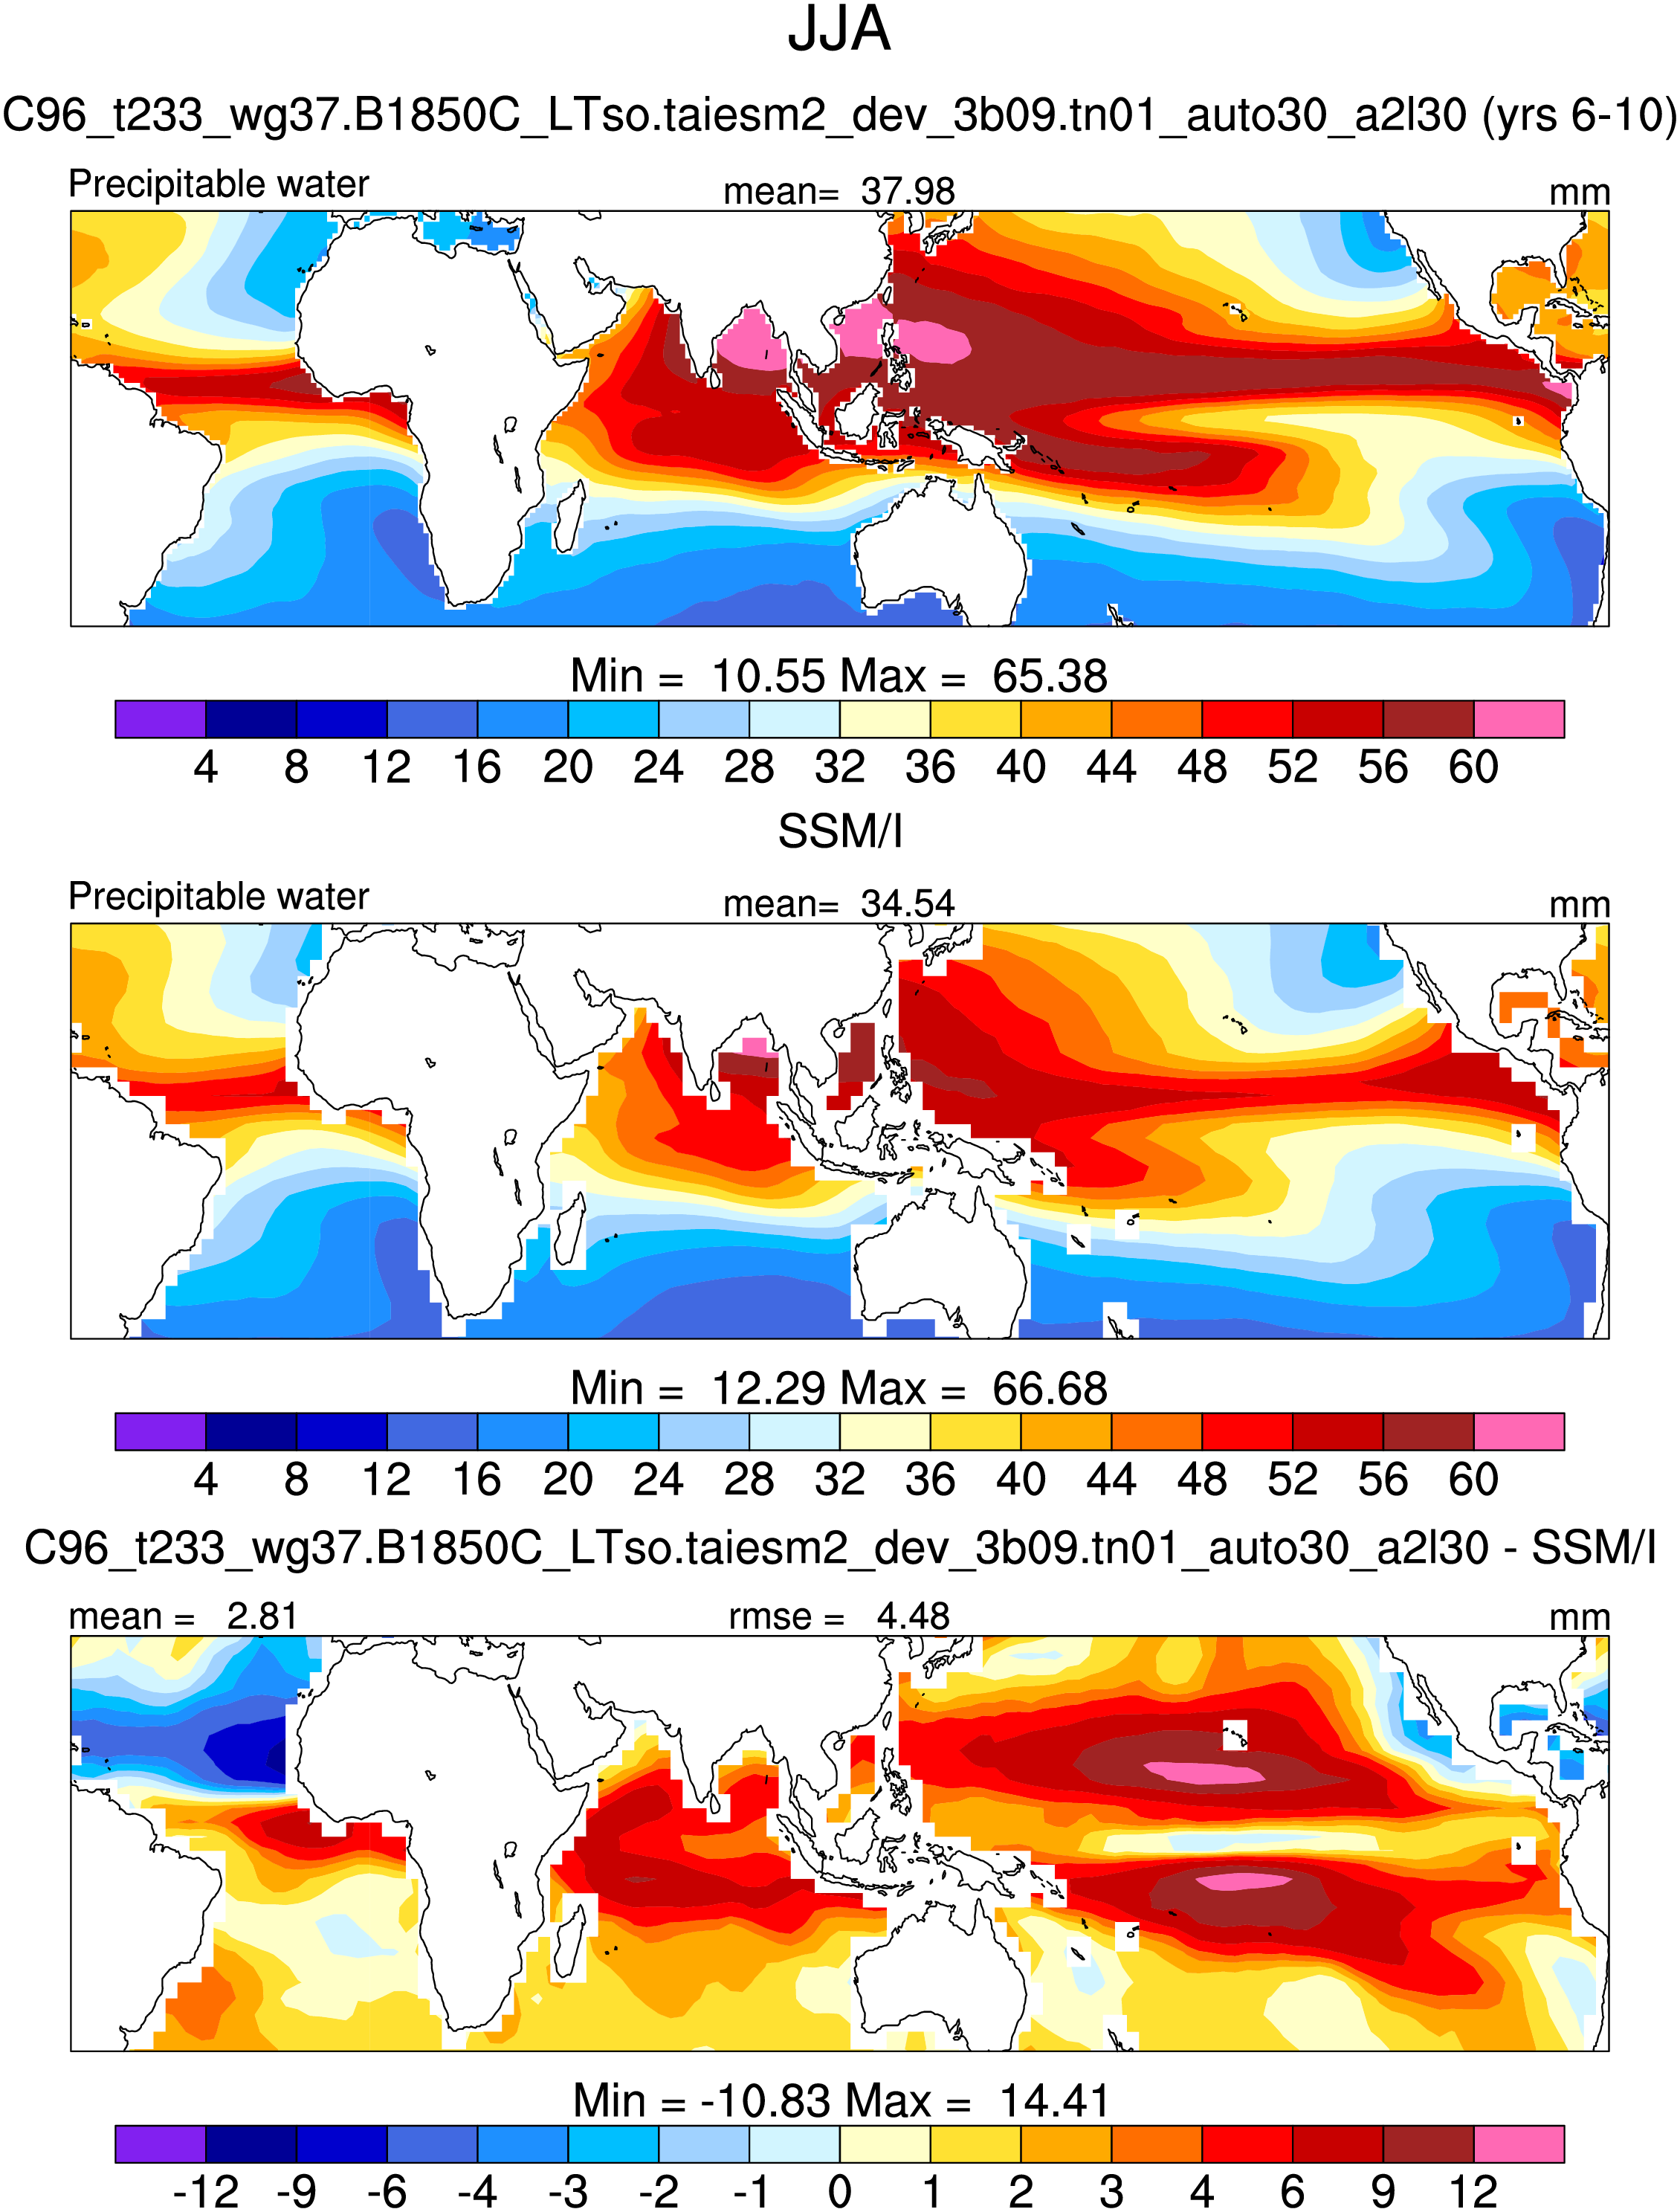 JJA
C96_t233_wg37.B1850C_LTso.taiesm2_dev_3b09.tn01_auto30_a2l30 (yrs 6-10)
Precipitable water mean= 37.98 mm
Min = 10.55 Max = 65.38
4 8 12 16 20 24 28 32 36 40 44 48 52 56 60
SSM/I
Precipitable water mean= 34.54 mm
Min = 12.29 Max = 66.68
4 8 12 16 20 24 28 32 36 40 44 48 52 56 60
C96_t233_wg37.B1850C_LTso.taiesm2_dev_3b09.tn01_auto30_a2l30 - SSM/I
mean = 2.81 rmse = 4.48 mm
Min = -10.83 Max = 14.41
-12 -9 -6 -4 -3 -2 -1 0 1 2 3 4 6 9 12